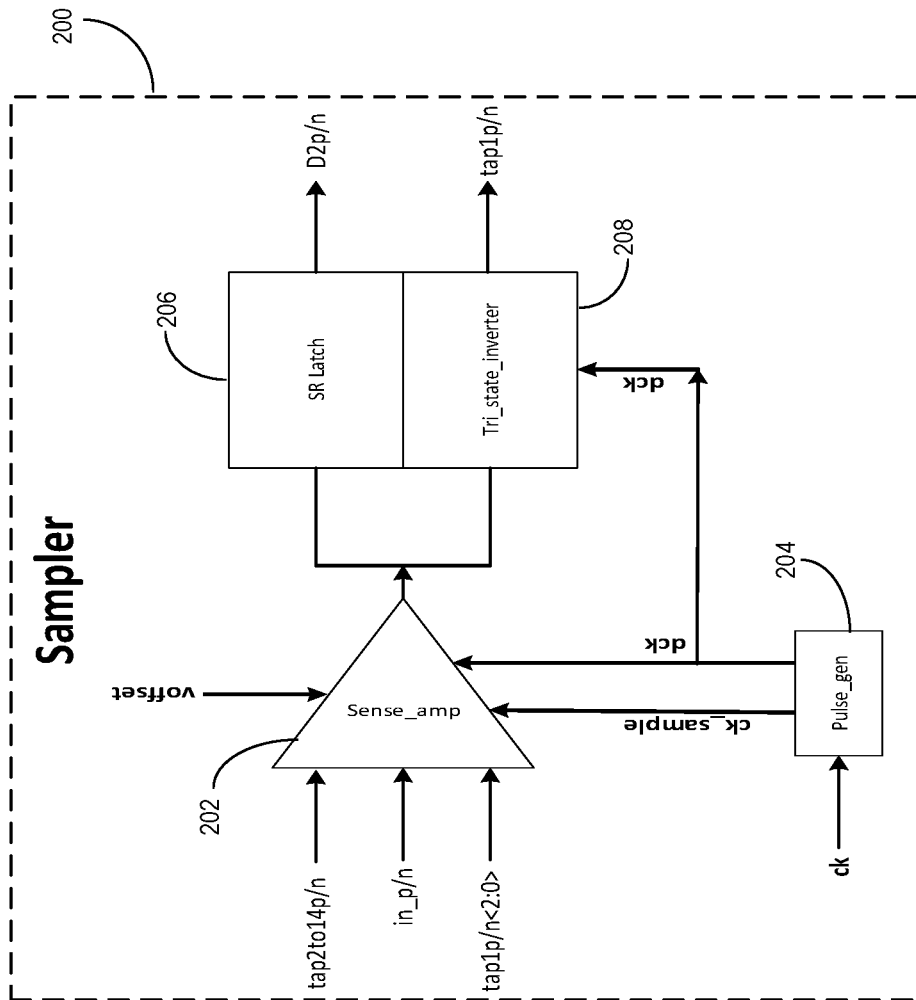 200
Sampler
voffset
206
D2p/n
SR Latch
202
tap2to14p/n
Sense_amp
in_p/n
tap1p/n<2:0>
Tri_state_inverter
tap1p/n
208
dck
dck
ck_sample
204
Pulse_gen
ck